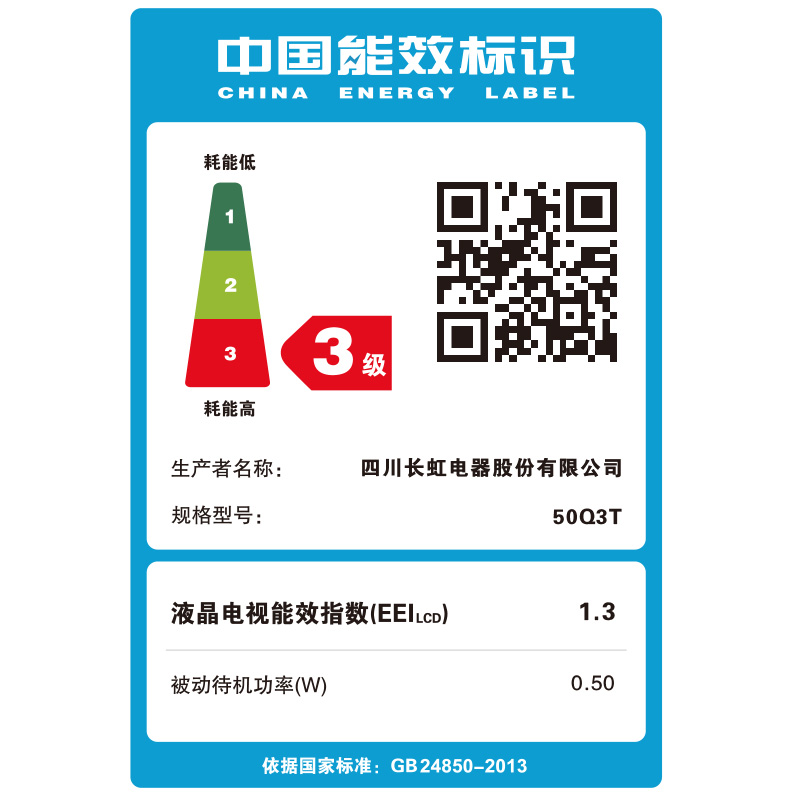 中国能效标识
CHINA ENERGY LABEL
耗能低
1
2
3
3级
耗能高
生产者名称: 四川长虹电器股份有限公司
规格型号: 50Q3T
液晶电视能效指数(EEILCD) 1.3
被动待机功率(W) 0.50
依据国家标准: GB 24850-2013